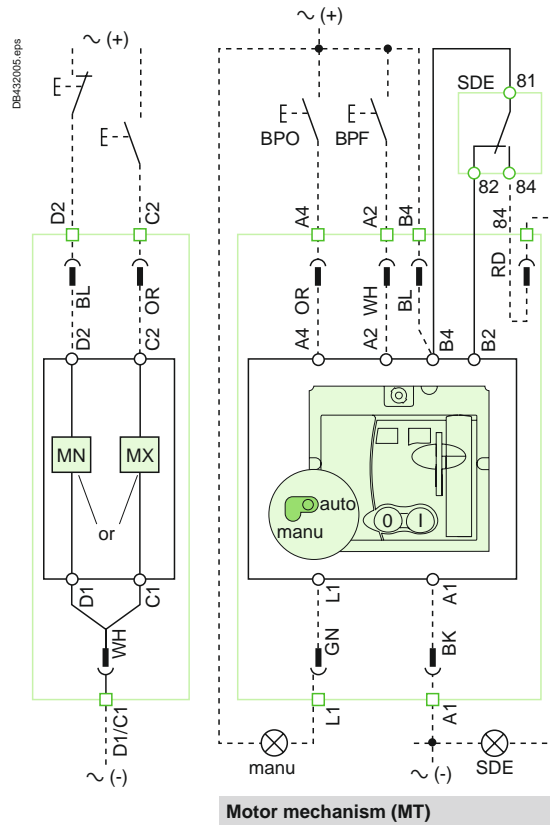 DB432005.eps
∼ (+)
∼ (+)
SDE
81
BPO
BPF
82
84
D2
C2
A4
A2
B4
84
BL
OR
OR
WH
BL
RD
D2
C2
A4
A2
B4
B2
MN
MX
or
auto
manu
0
I
D1
C1
L1
A1
WH
GN
BK
D1/C1
L1
A1
manu
SDE
∼ (-)
∼ (-)
Motor mechanism (MT)